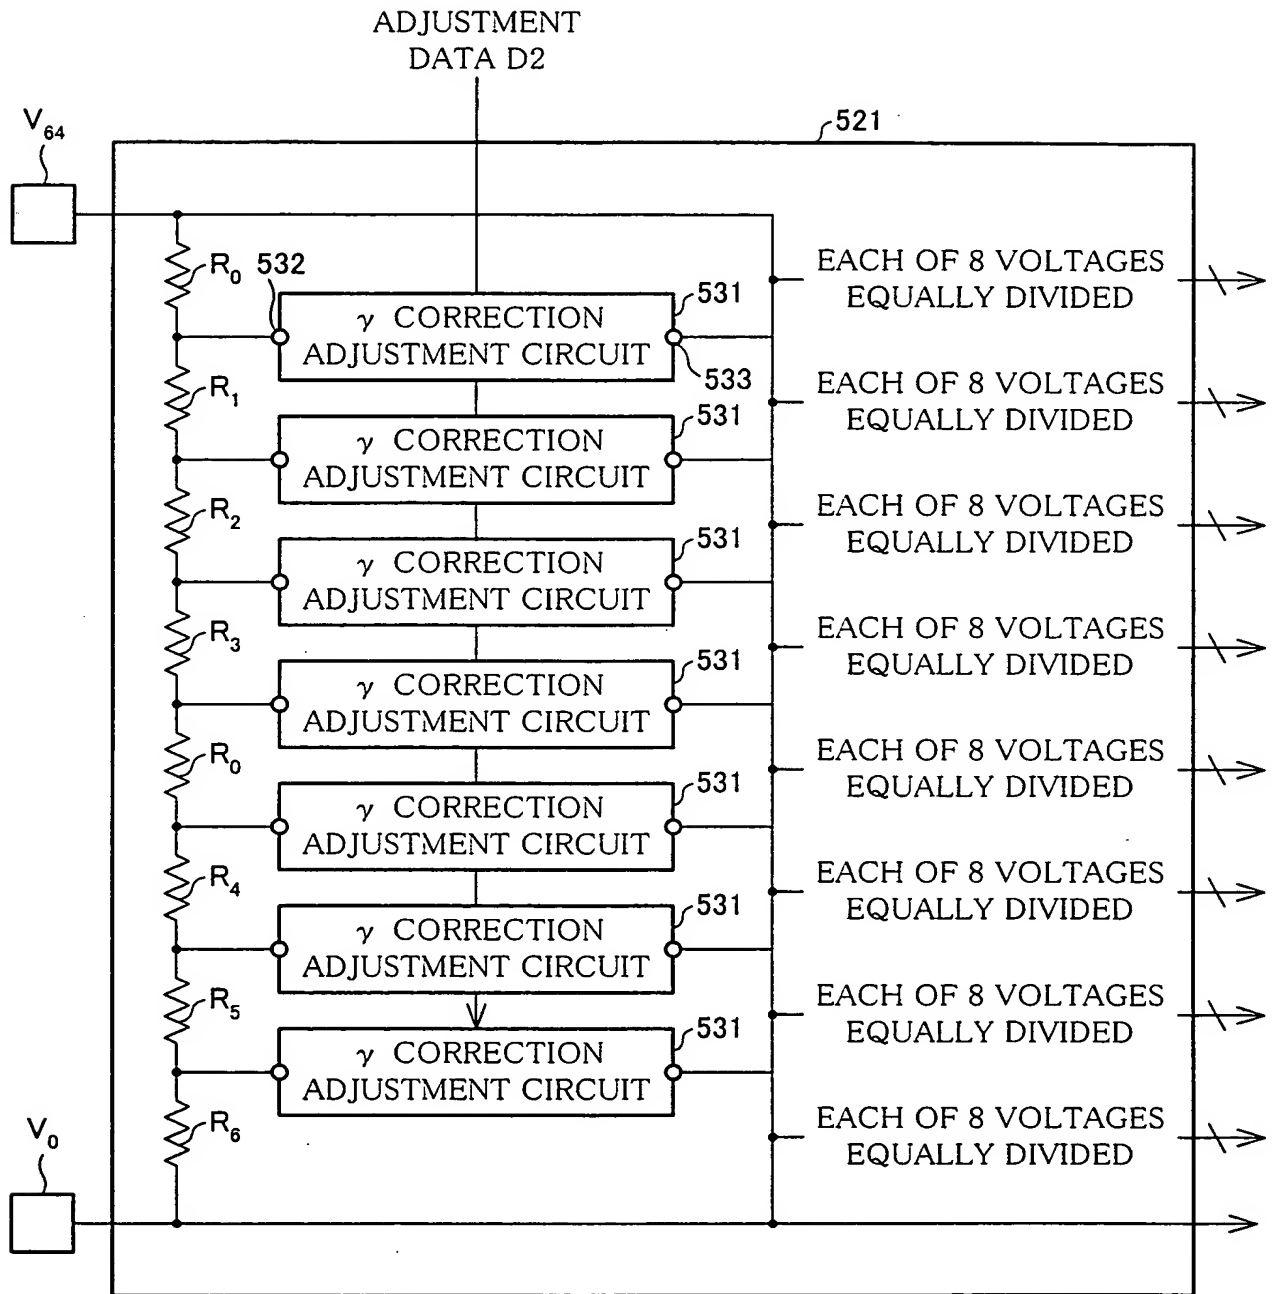 ADJUSTMENT
DATA D2
V64
521
R0
532
531
γ CORRECTION
ADJUSTMENT CIRCUIT
533
EACH OF 8 VOLTAGES
EQUALLY DIVIDED
R1
531
γ CORRECTION
ADJUSTMENT CIRCUIT
EACH OF 8 VOLTAGES
EQUALLY DIVIDED
R2
531
γ CORRECTION
ADJUSTMENT CIRCUIT
EACH OF 8 VOLTAGES
EQUALLY DIVIDED
R3
531
γ CORRECTION
ADJUSTMENT CIRCUIT
EACH OF 8 VOLTAGES
EQUALLY DIVIDED
R0
531
γ CORRECTION
ADJUSTMENT CIRCUIT
EACH OF 8 VOLTAGES
EQUALLY DIVIDED
R4
531
γ CORRECTION
ADJUSTMENT CIRCUIT
EACH OF 8 VOLTAGES
EQUALLY DIVIDED
R5
531
γ CORRECTION
ADJUSTMENT CIRCUIT
EACH OF 8 VOLTAGES
EQUALLY DIVIDED
R6
EACH OF 8 VOLTAGES
EQUALLY DIVIDED
V0